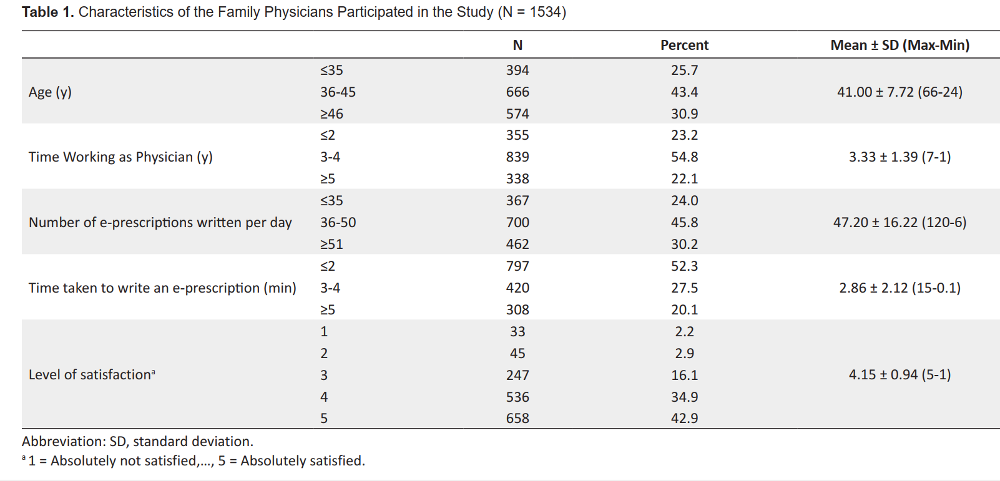 Table 1. Characteristics of the Family Physicians Participated in the Study (N = 1534)
N Percent Mean ± SD (Max-Min)
≤35 394 25.7
Age (y) 36-45 666 43.4 41.00 ± 7.72 (66-24)
≥46 574 30.9
≤2 355 23.2
Time Working as Physician (y) 3-4 839 54.8 3.33 ± 1.39 (7-1)
≥5 338 22.1
≤35 367 24.0
Number of e-prescriptions written per day 36-50 700 45.8 47.20 ± 16.22 (120-6)
≥51 462 30.2
≤2 797 52.3
Time taken to write an e-prescription (min) 3-4 420 27.5 2.86 ± 2.12 (15-0.1)
≥5 308 20.1
1 33 2.2
2 45 2.9
Level of satisfactionᵃ 3 247 16.1 4.15 ± 0.94 (5-1)
4 536 34.9
5 658 42.9
Abbreviation: SD, standard deviation.
ᵃ 1 = Absolutely not satisfied,..., 5 = Absolutely satisfied.